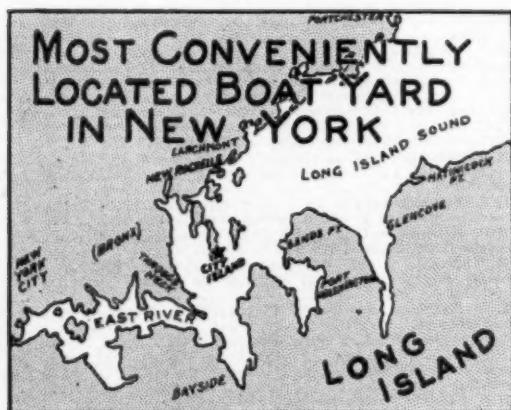 PORTCHESTER
MOST CONVENIENTLY
LOCATED BOAT YARD
IN NEW YORK
LARCHMONT
NEW ROCHELLE
LONG ISLAND SOUND
MATINICOCK
PT.
GLENCOVE
SANDS PT.
(BRONX)
THROGS
NECK
CITY
ISLAND
NEW
YORK
CITY
PORT
WASHINGTON
EAST RIVER
LONG
ISLAND
BAYSIDE